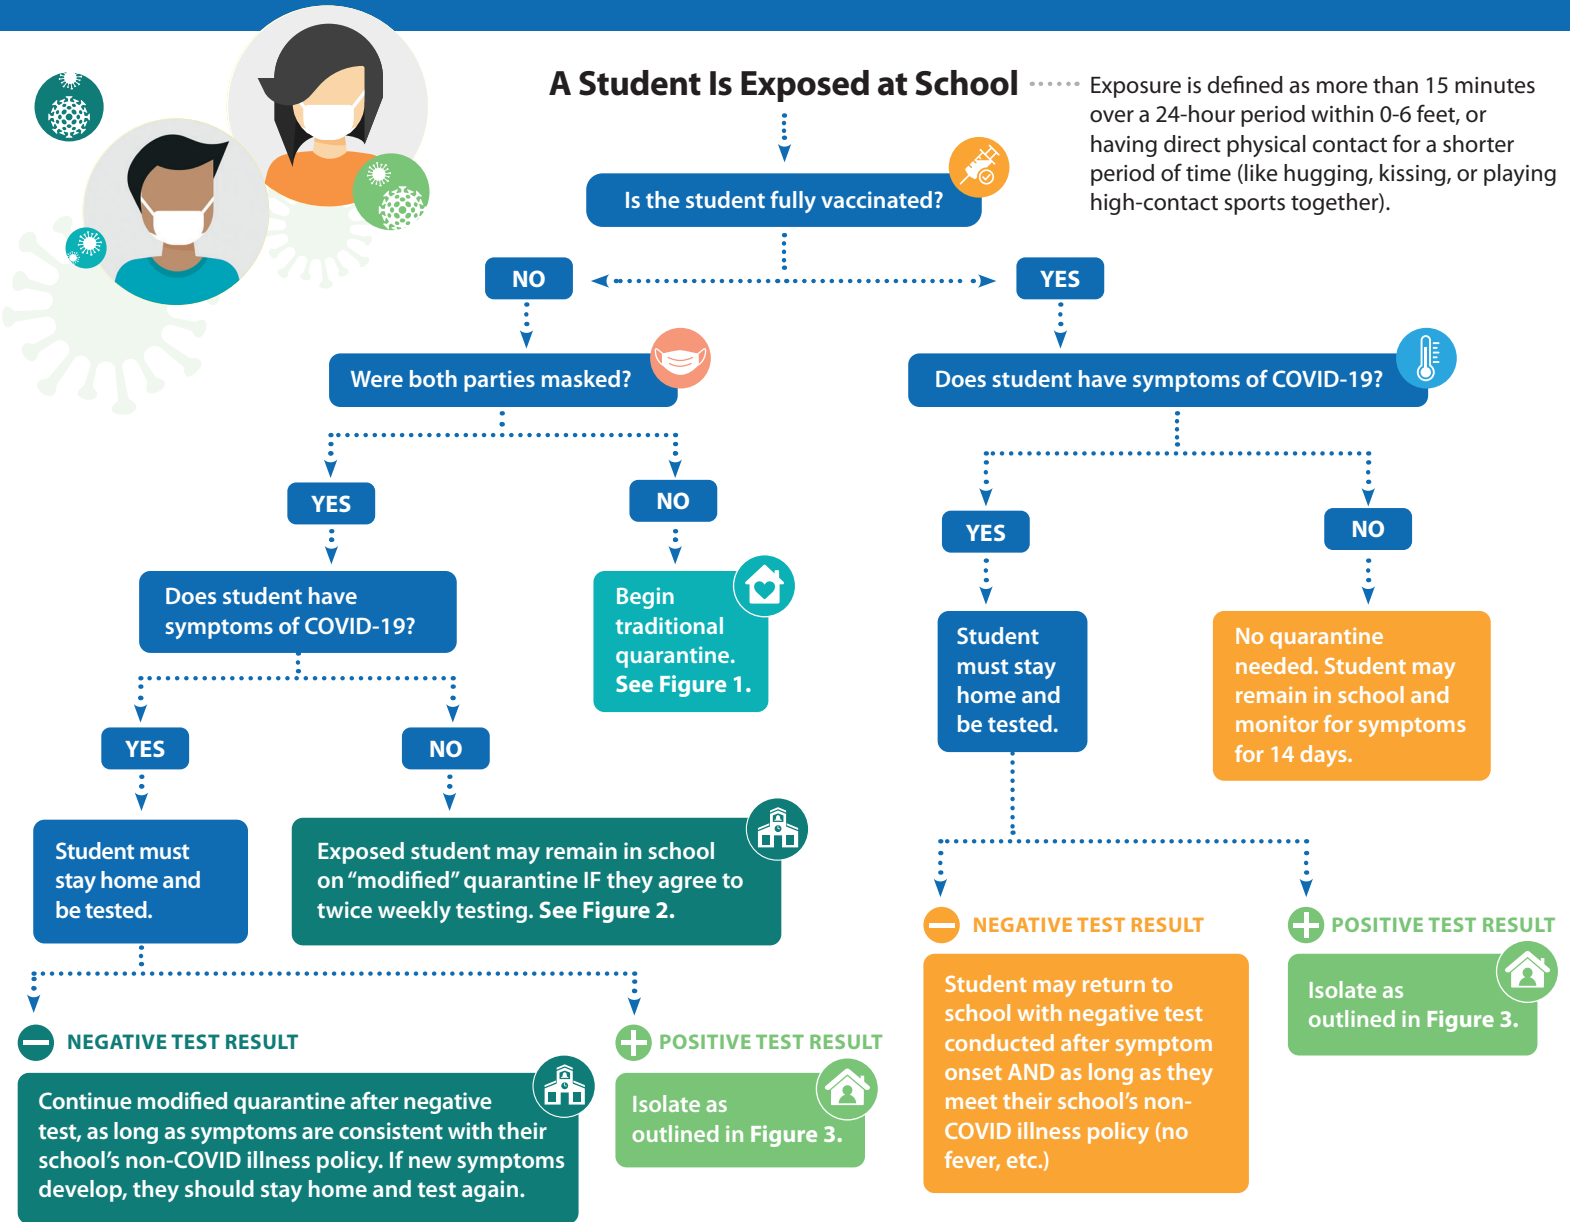 A Student Is Exposed at School
Exposure is defined as more than 15 minutes
over a 24-hour period within 0-6 feet, or
having direct physical contact for a shorter
period of time (like hugging, kissing, or playing
high-contact sports together).
Is the student fully vaccinated?
NO
YES
Were both parties masked?
Does student have symptoms of COVID-19?
YES
NO
YES
NO
Does student have
symptoms of COVID-19?
Begin
traditional
quarantine.
See Figure 1.
Student
must stay
home and
be tested.
No quarantine
needed. Student may
remain in school and
monitor for symptoms
for 14 days.
YES
NO
Student must
stay home and
be tested.
Exposed student may remain in school
on “modified” quarantine IF they agree to
twice weekly testing. See Figure 2.
NEGATIVE TEST RESULT
POSITIVE TEST RESULT
Student may return to
school with negative test
conducted after symptom
onset AND as long as they
meet their school’s non-
COVID illness policy (no
fever, etc.)
Isolate as
outlined in Figure 3.
NEGATIVE TEST RESULT
POSITIVE TEST RESULT
Continue modified quarantine after negative
test, as long as symptoms are consistent with their
school’s non-COVID illness policy. If new symptoms
develop, they should stay home and test again.
Isolate as
outlined in Figure 3.